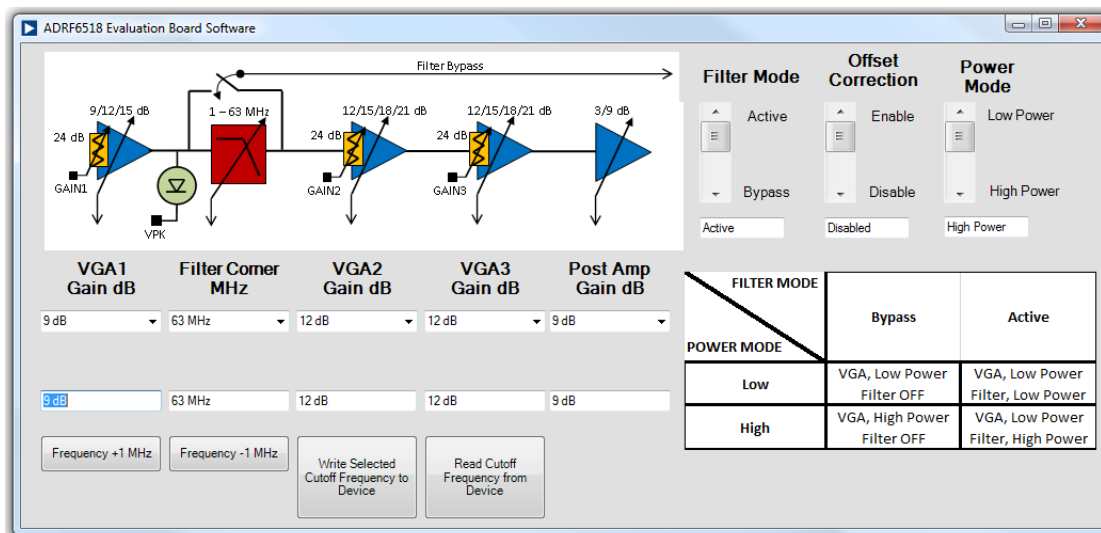 ADRF6518 Evaluation Board Software
Filter Bypass
9/12/15 dB
1 – 63 MHz
12/15/18/21 dB
12/15/18/21 dB
3/9 dB
24 dB
24 dB
24 dB
GAIN1
GAIN2
GAIN3
VPK
Filter Mode
Active
Bypass
Active
Offset
Correction
Enable
Disable
Disabled
Power
Mode
Low Power
High Power
High Power
VGA1
Gain dB
Filter Corner
MHz
VGA2
Gain dB
VGA3
Gain dB
Post Amp
Gain dB
9 dB
63 MHz
12 dB
12 dB
9 dB
9 dB
63 MHz
12 dB
12 dB
9 dB
Frequency +1 MHz
Frequency -1 MHz
Write Selected
Cutoff Frequency to
Device
Read Cutoff
Frequency from
Device
FILTER MODE
POWER MODE
Bypass
Active
Low
VGA, Low Power
Filter OFF
VGA, Low Power
Filter, Low Power
High
VGA, High Power
Filter OFF
VGA, Low Power
Filter, High Power